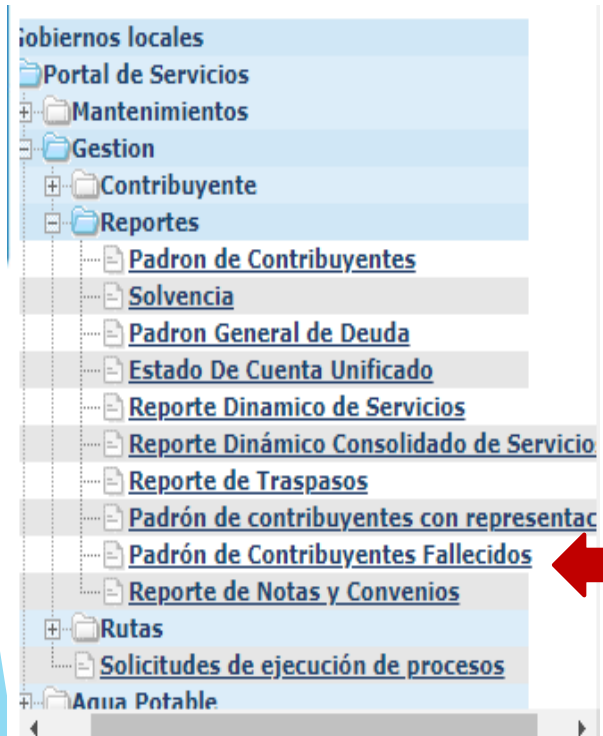 Gobiernos locales
Portal de Servicios
Mantenimientos
Gestion
Contribuyente
Reportes
Padron de Contribuyentes
Solvencia
Padron General de Deuda
Estado De Cuenta Unificado
Reporte Dinamico de Servicios
Reporte Dinámico Consolidado de Servicio
Reporte de Traspasos
Padrón de contribuyentes con representac
Padrón de Contribuyentes Fallecidos
Reporte de Notas y Convenios
Rutas
Solicitudes de ejecución de procesos
Agua Potable